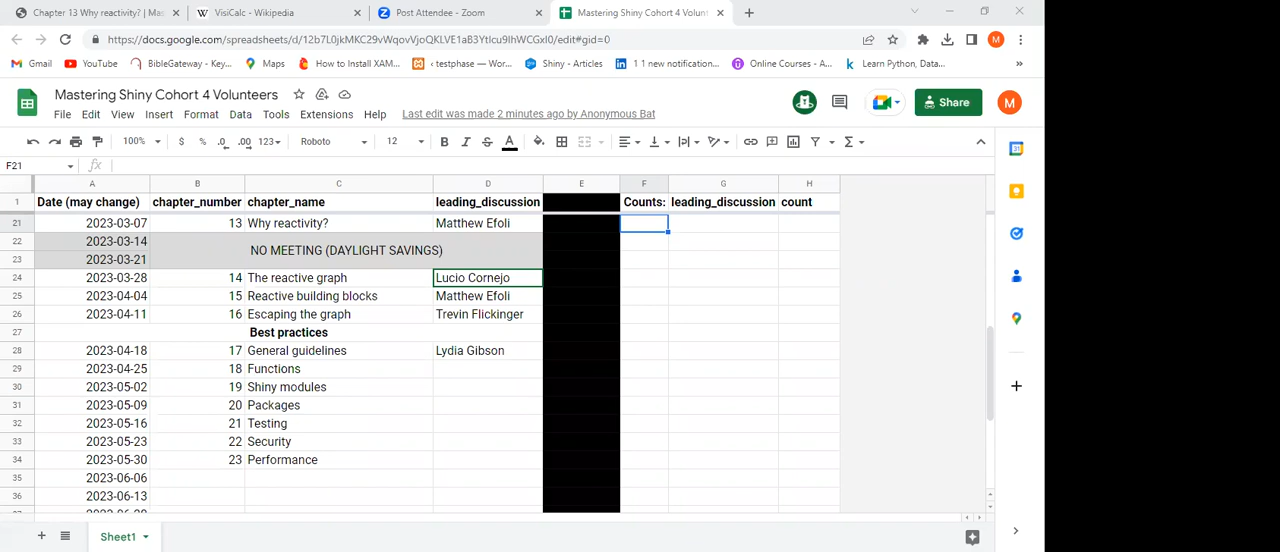 Chapter 13 Why reactivity? | Mas
VisiCalc - Wikipedia
Post Attendee - Zoom
Mastering Shiny Cohort 4 Volunt
Gmail
YouTube
BibleGateway - Key...
Maps
How to Install XAM...
‹ testphase — Wor...
Shiny - Articles
1 1 new notification...
Online Courses - A...
Learn Python, Data...
»
Mastering Shiny Cohort 4 Volunteers
File Edit View Insert Format Data Tools Extensions Help Last edit was made 2 minutes ago by Anonymous Bat
Share
M
100% $ % .0 .00 123 Roboto 12 B I S A
F21 fx
A B C D E F G H
1 Date (may change) chapter_number chapter_name leading_discussion Counts: leading_discussion count
21 2023-03-07 13 Why reactivity? Matthew Efoli
22 2023-03-14
NO MEETING (DAYLIGHT SAVINGS)
23 2023-03-21
24 2023-03-28 14 The reactive graph Lucio Cornejo
25 2023-04-04 15 Reactive building blocks Matthew Efoli
26 2023-04-11 16 Escaping the graph Trevin Flickinger
27 Best practices
28 2023-04-18 17 General guidelines Lydia Gibson
29 2023-04-25 18 Functions
30 2023-05-02 19 Shiny modules
31 2023-05-09 20 Packages
32 2023-05-16 21 Testing
33 2023-05-23 22 Security
34 2023-05-30 23 Performance
35 2023-06-06
36 2023-06-13
Sheet1